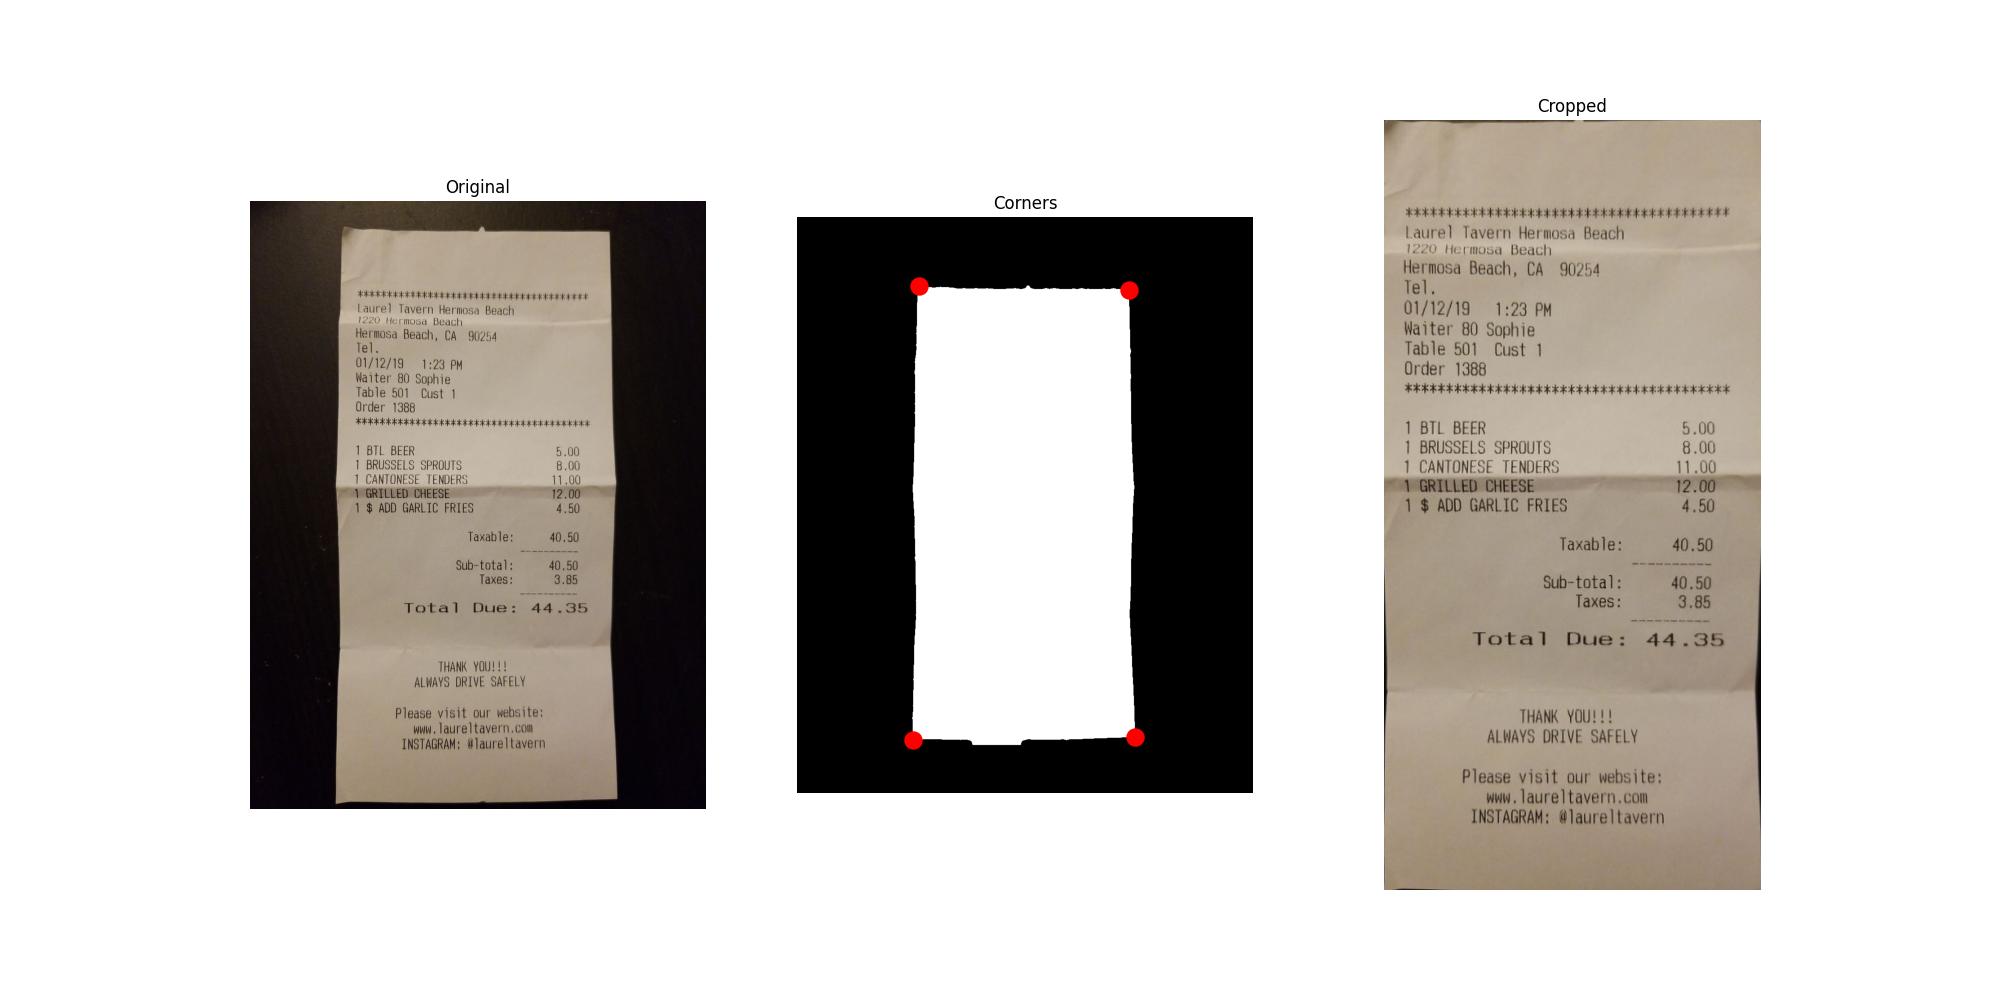 Original
****************************************
Laurel Tavern Hermosa Beach
1220 Hermosa Beach
Hermosa Beach, CA  90254
Tel.
01/12/19   1:23 PM
Waiter 80 Sophie
Table 501  Cust 1
Order 1388
****************************************
1 BTL BEER 5.00
1 BRUSSELS SPROUTS 8.00
1 CANTONESE TENDERS 11.00
1 GRILLED CHEESE 12.00
1 $ ADD GARLIC FRIES 4.50
Taxable: 40.50
----------
Sub-total: 40.50
Taxes: 3.85
----------
Total Due: 44.35
THANK YOU!!!
ALWAYS DRIVE SAFELY
Please visit our website:
www.laureltavern.com
INSTAGRAM: @laureltavern
Corners
Cropped
****************************************
Laurel Tavern Hermosa Beach
1220 Hermosa Beach
Hermosa Beach, CA  90254
Tel.
01/12/19   1:23 PM
Waiter 80 Sophie
Table 501  Cust 1
Order 1388
****************************************
1 BTL BEER 5.00
1 BRUSSELS SPROUTS 8.00
1 CANTONESE TENDERS 11.00
1 GRILLED CHEESE 12.00
1 $ ADD GARLIC FRIES 4.50
Taxable: 40.50
----------
Sub-total: 40.50
Taxes: 3.85
----------
Total Due: 44.35
THANK YOU!!!
ALWAYS DRIVE SAFELY
Please visit our website:
www.laureltavern.com
INSTAGRAM: @laureltavern